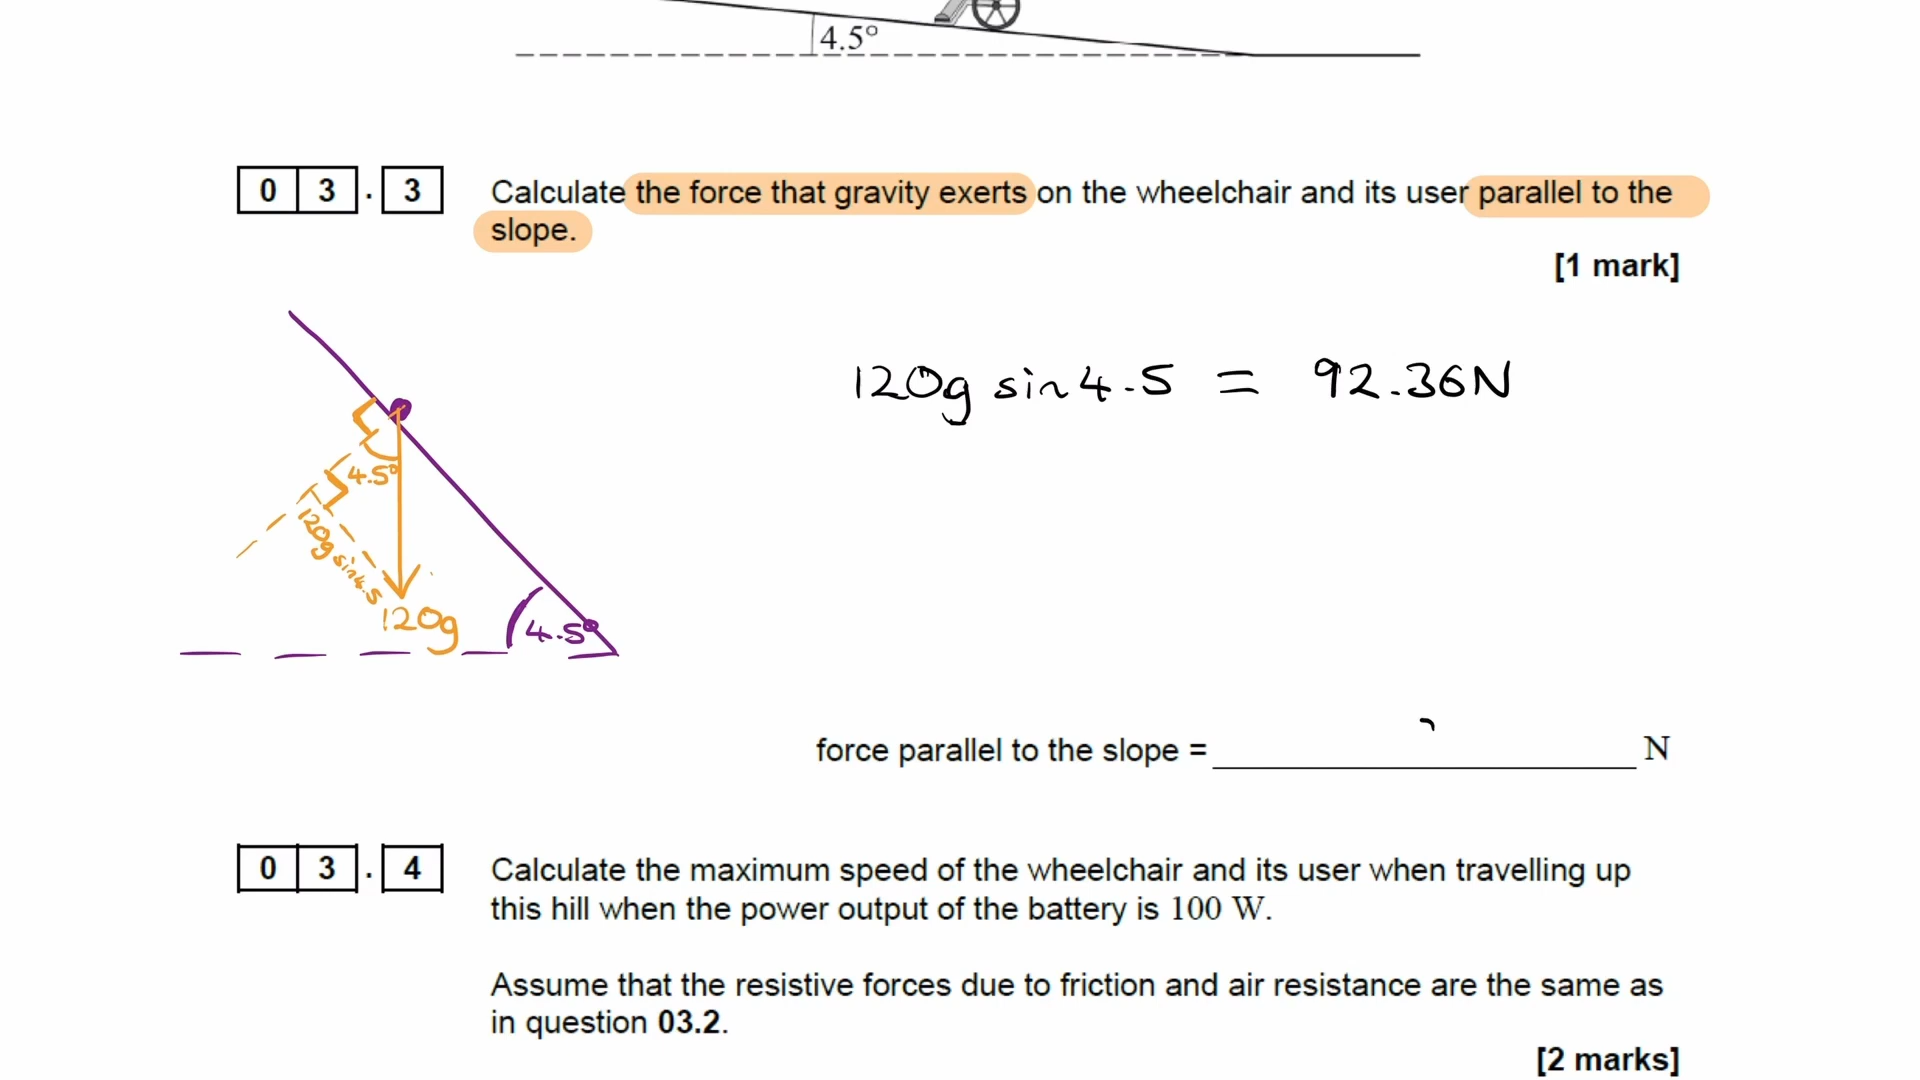 4.5°
0 3 . 3 Calculate the force that gravity exerts on the wheelchair and its user parallel to the
slope.
[1 mark]
120g sin 4.5 = 92.36N
4.5°
120g sin 4.5
120g
4.5°
force parallel to the slope = N
0 3 . 4 Calculate the maximum speed of the wheelchair and its user when travelling up
this hill when the power output of the battery is 100 W.
Assume that the resistive forces due to friction and air resistance are the same as
in question 03.2.
[2 marks]